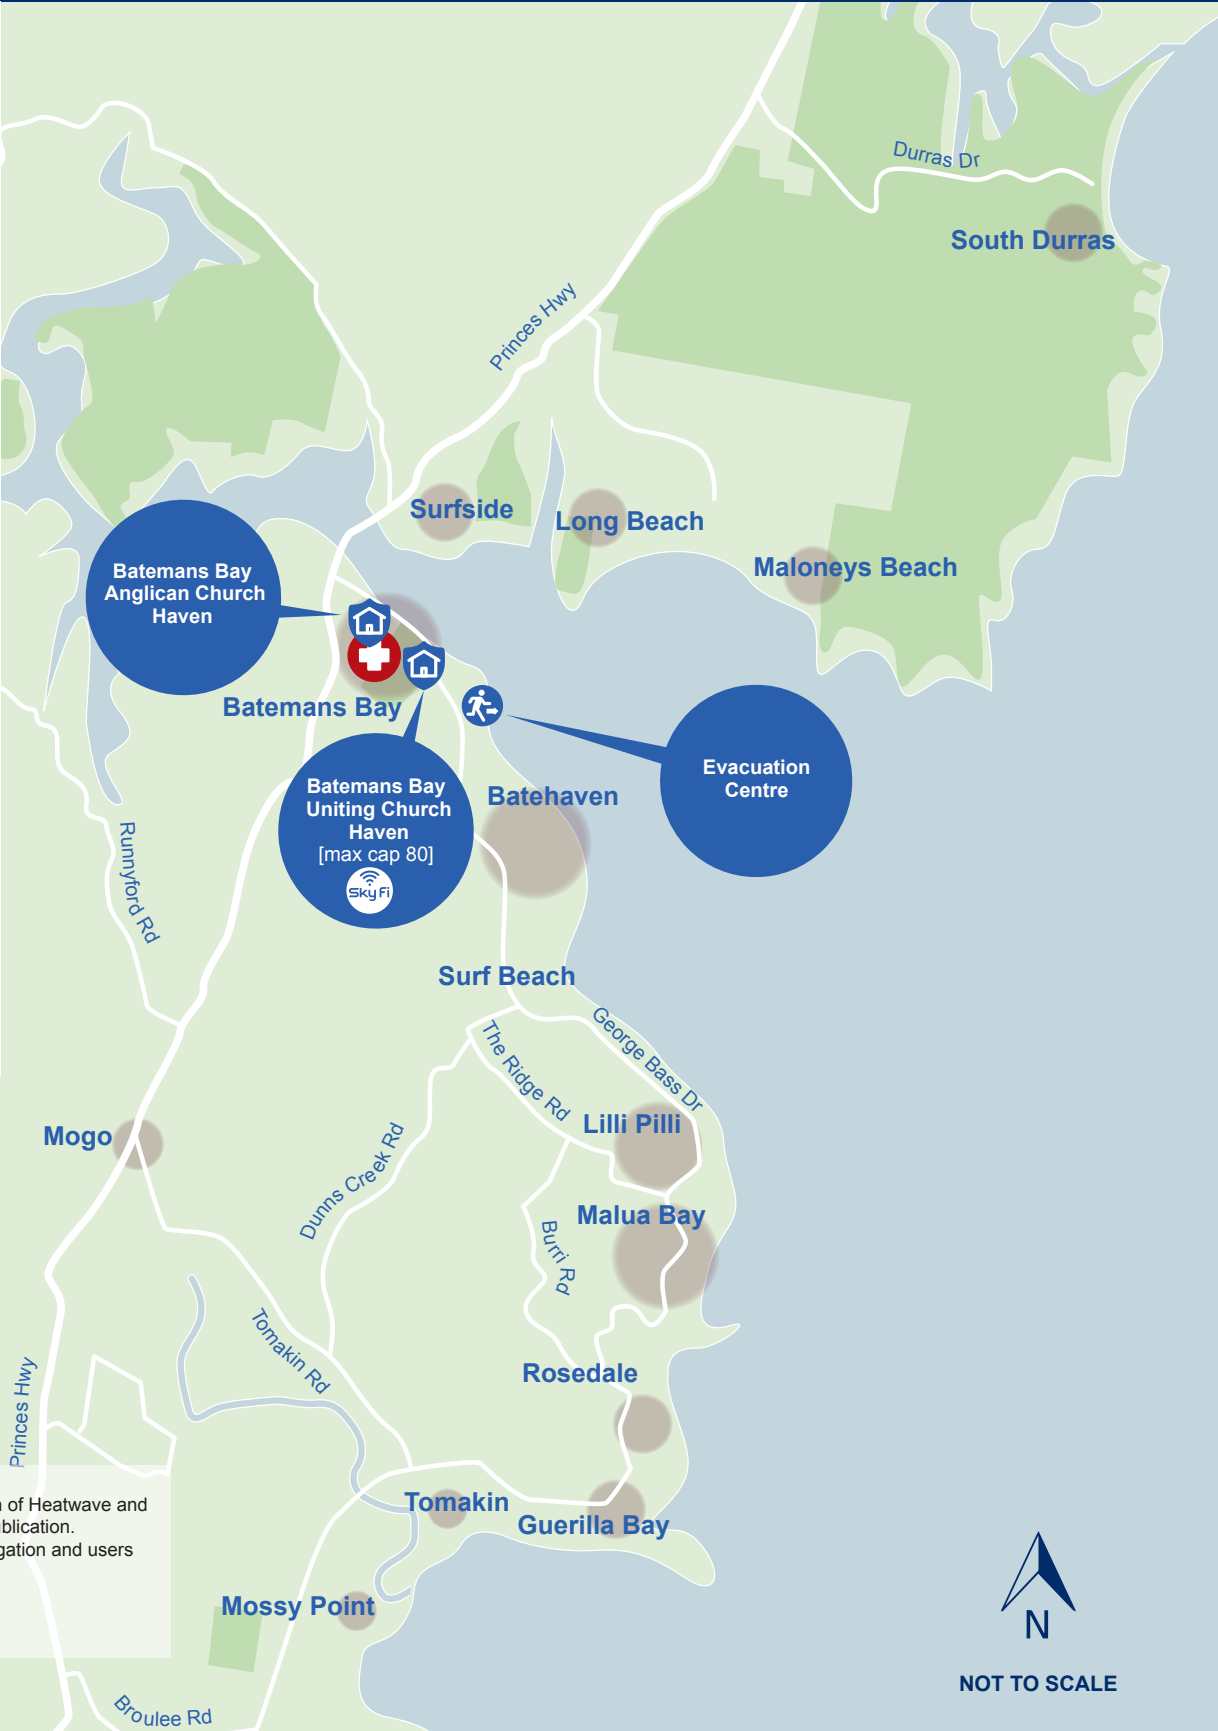 Durras Dr
South Durras
Princes Hwy
Surfside
Long Beach
Maloneys Beach
Batemans Bay
Anglican Church
Haven
Batemans Bay
Evacuation
Centre
Batemans Bay
Uniting Church
Haven
[max cap 80]
Sky Fi
Batehaven
Runnyford Rd
Surf Beach
George Bass Dr
The Ridge Rd
Lilli Pilli
Mogo
Dunns Creek Rd
Malua Bay
Burri Rd
Tomakin Rd
Rosedale
Princes Hwy
of Heatwave and
gation and users
Tomakin
Guerilla Bay
Mossy Point
Broulee Rd
N
NOT TO SCALE